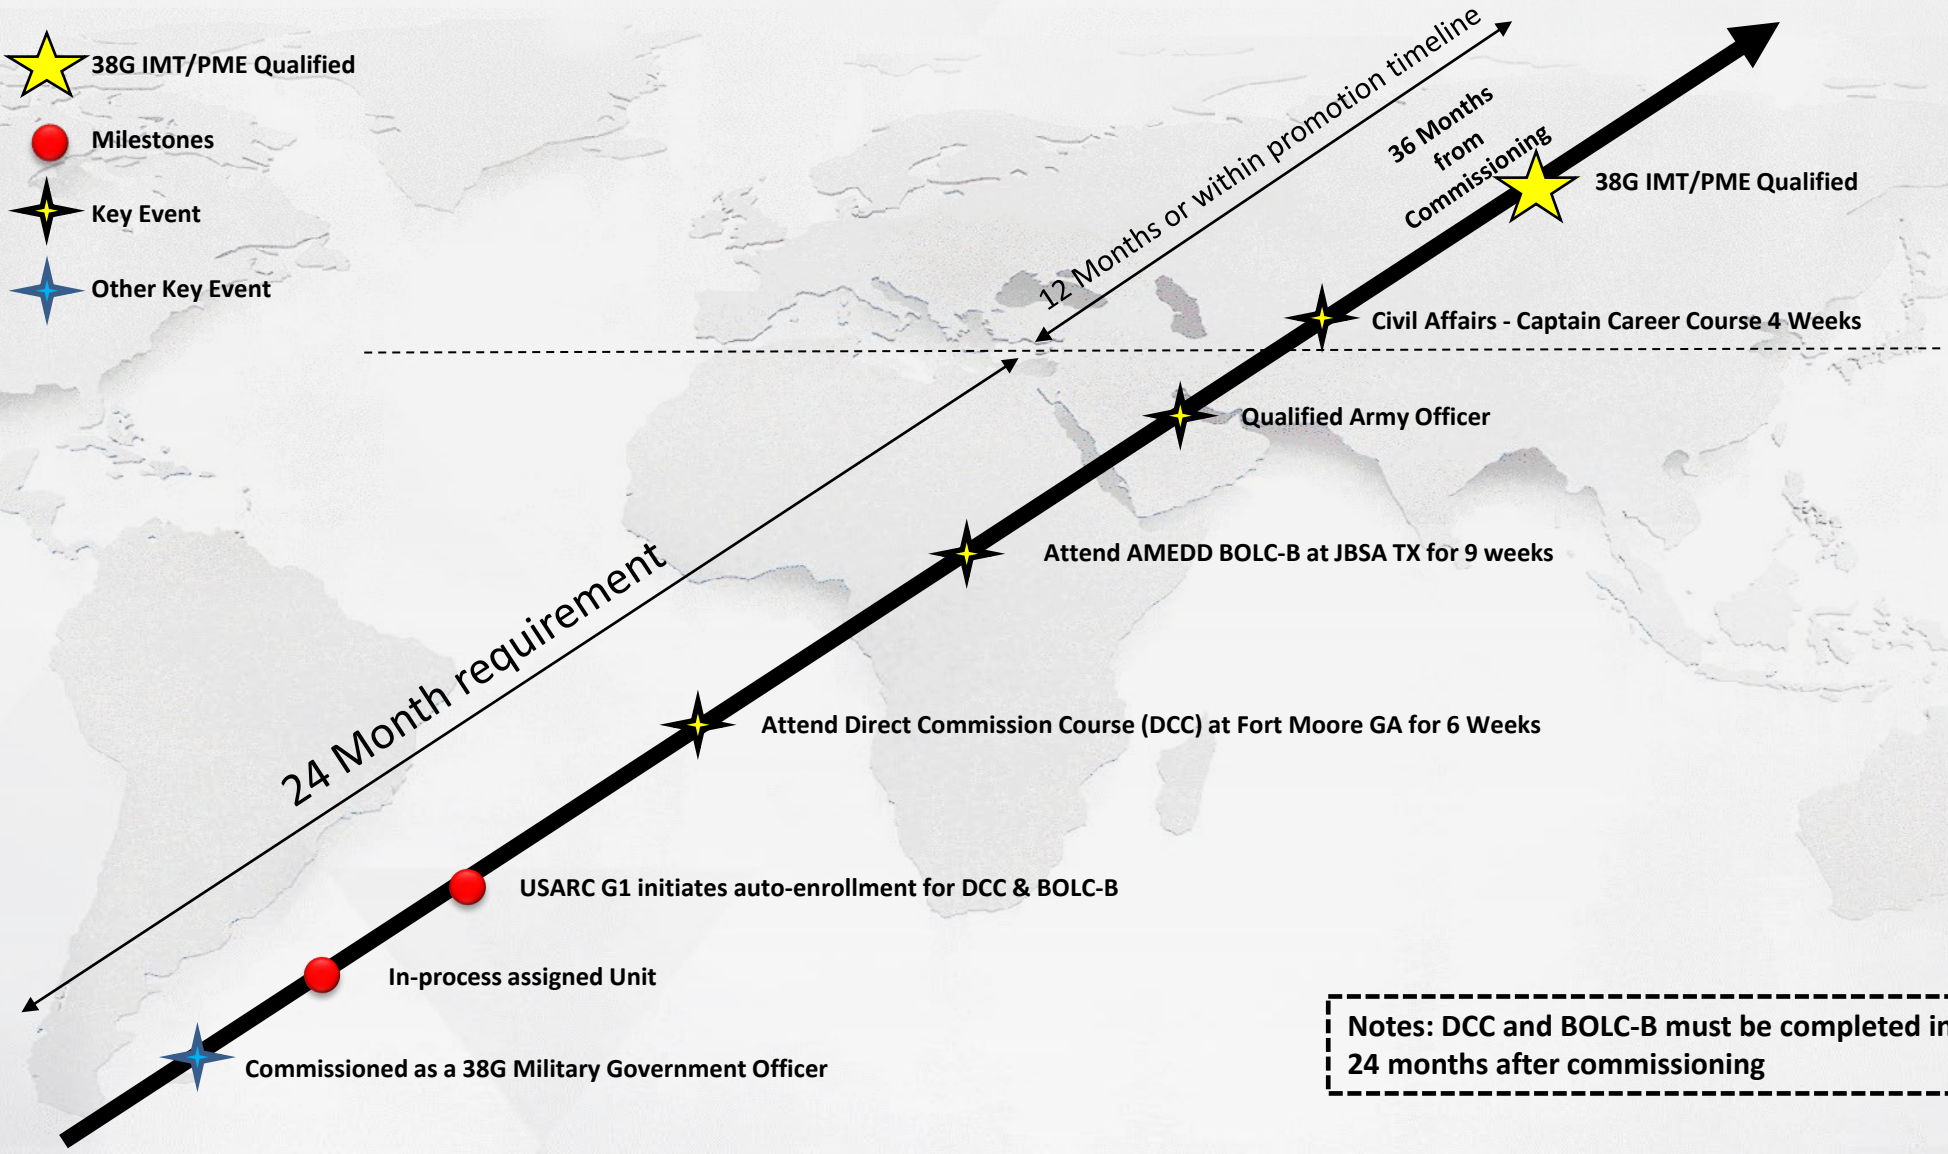 38G IMT/PME Qualified
Milestones
Key Event
Other Key Event
12 Months or within promotion timeline
36 Months
from
Commissioning
38G IMT/PME Qualified
Civil Affairs - Captain Career Course 4 Weeks
Qualified Army Officer
24 Month requirement
Attend AMEDD BOLC-B at JBSA TX for 9 weeks
Attend Direct Commission Course (DCC) at Fort Moore GA for 6 Weeks
USARC G1 initiates auto-enrollment for DCC & BOLC-B
In-process assigned Unit
Commissioned as a 38G Military Government Officer
Notes: DCC and BOLC-B must be completed in
24 months after commissioning